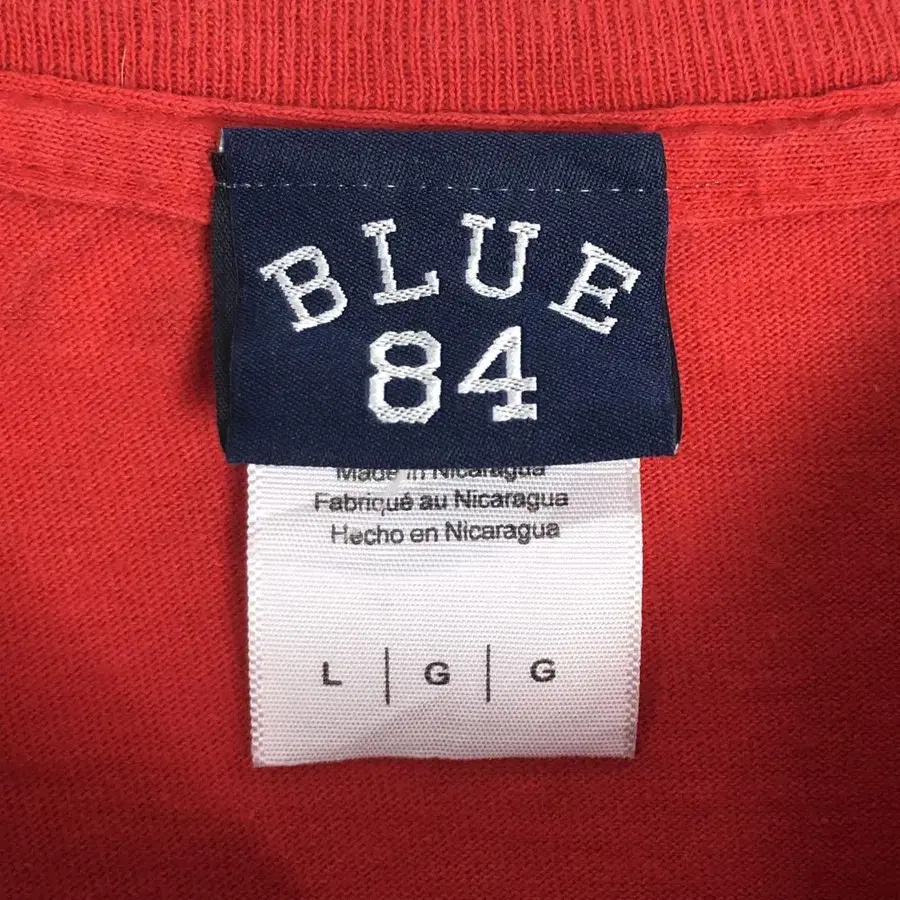 BLUE
84
Made in Nicaragua
Fabriqué au Nicaragua
Hecho en Nicaragua
L | G | G